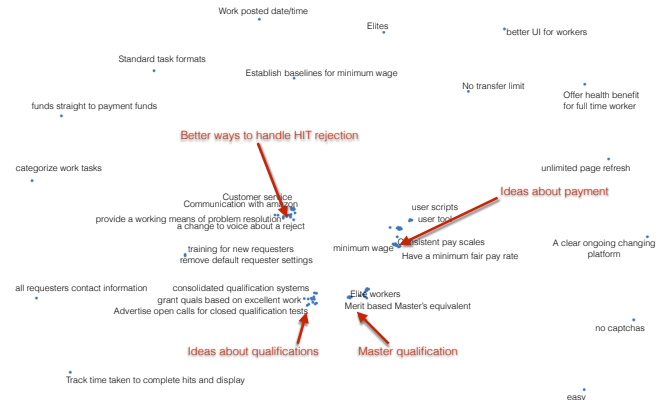 Work posted date/time
Elites
better UI for workers
Standard task formats
Establish baselines for minimum wage
No transfer limit
Offer health benefit
for full time worker
funds straight to payment funds
Better ways to handle HIT rejection
categorize work tasks
unlimited page refresh
Ideas about payment
Customer service
Communication with amazon
user scripts
provide a working means of problem resolution
user tool
a change to voice about a reject
minimum wage
Consistent pay scales
A clear ongoing changing
platform
training for new requesters
Have a minimum fair pay rate
remove default requester settings
all requesters contact information
consolidated qualification systems
Elite workers
grant quals based on excellent work
Merit based Master's equivalent
Advertise open calls for closed qualification tests
no captchas
Ideas about qualifications
Master qualification
Track time taken to complete hits and display
easy